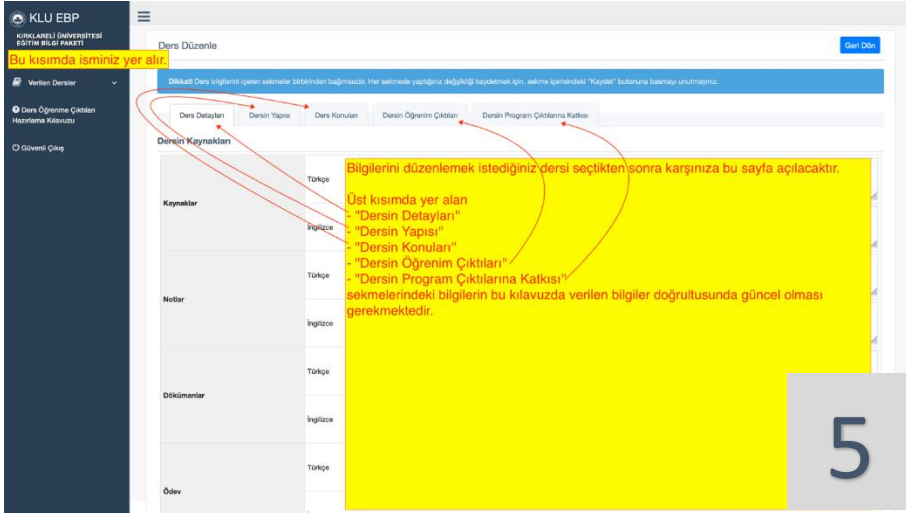 KLU EBP
KIRKLARELİ ÜNİVERSİTESİ
EĞİTİM BİLGİ PAKETİ
Bu kısımda isminiz yer alır.
Verilen Dersler
Ders Öğrenme Çıktıları
Hazırlama Kılavuzu
Güvenli Çıkış
Ders Düzenle
Geri Dön
Dikkat! Ders bilgilerini içeren sekmeler birbirinden bağımsızdır. Her sekmede yaptığınız değişikliği kaydetmek için, sekme içerisindeki "Kaydet" butonuna basmayı unutmayınız.
Ders Detayları
Dersin Yapısı
Ders Konuları
Dersin Öğrenim Çıktıları
Dersin Program Çıktılarına Katkısı
Dersin Kaynakları
Kaynaklar
Türkçe
İngilizce
Notlar
Türkçe
İngilizce
Dökümanlar
Türkçe
İngilizce
Ödev
Türkçe
Bilgilerini düzenlemek istediğiniz dersi seçtikten sonra karşınıza bu sayfa açılacaktır.
Üst kısımda yer alan
- "Dersin Detayları"
- "Dersin Yapısı"
- "Dersin Konuları"
- "Dersin Öğrenim Çıktıları"
- "Dersin Program Çıktılarına Katkısı"
sekmelerindeki bilgilerin bu kılavuzda verilen bilgiler doğrultusunda güncel olması
gerekmektedir.
5